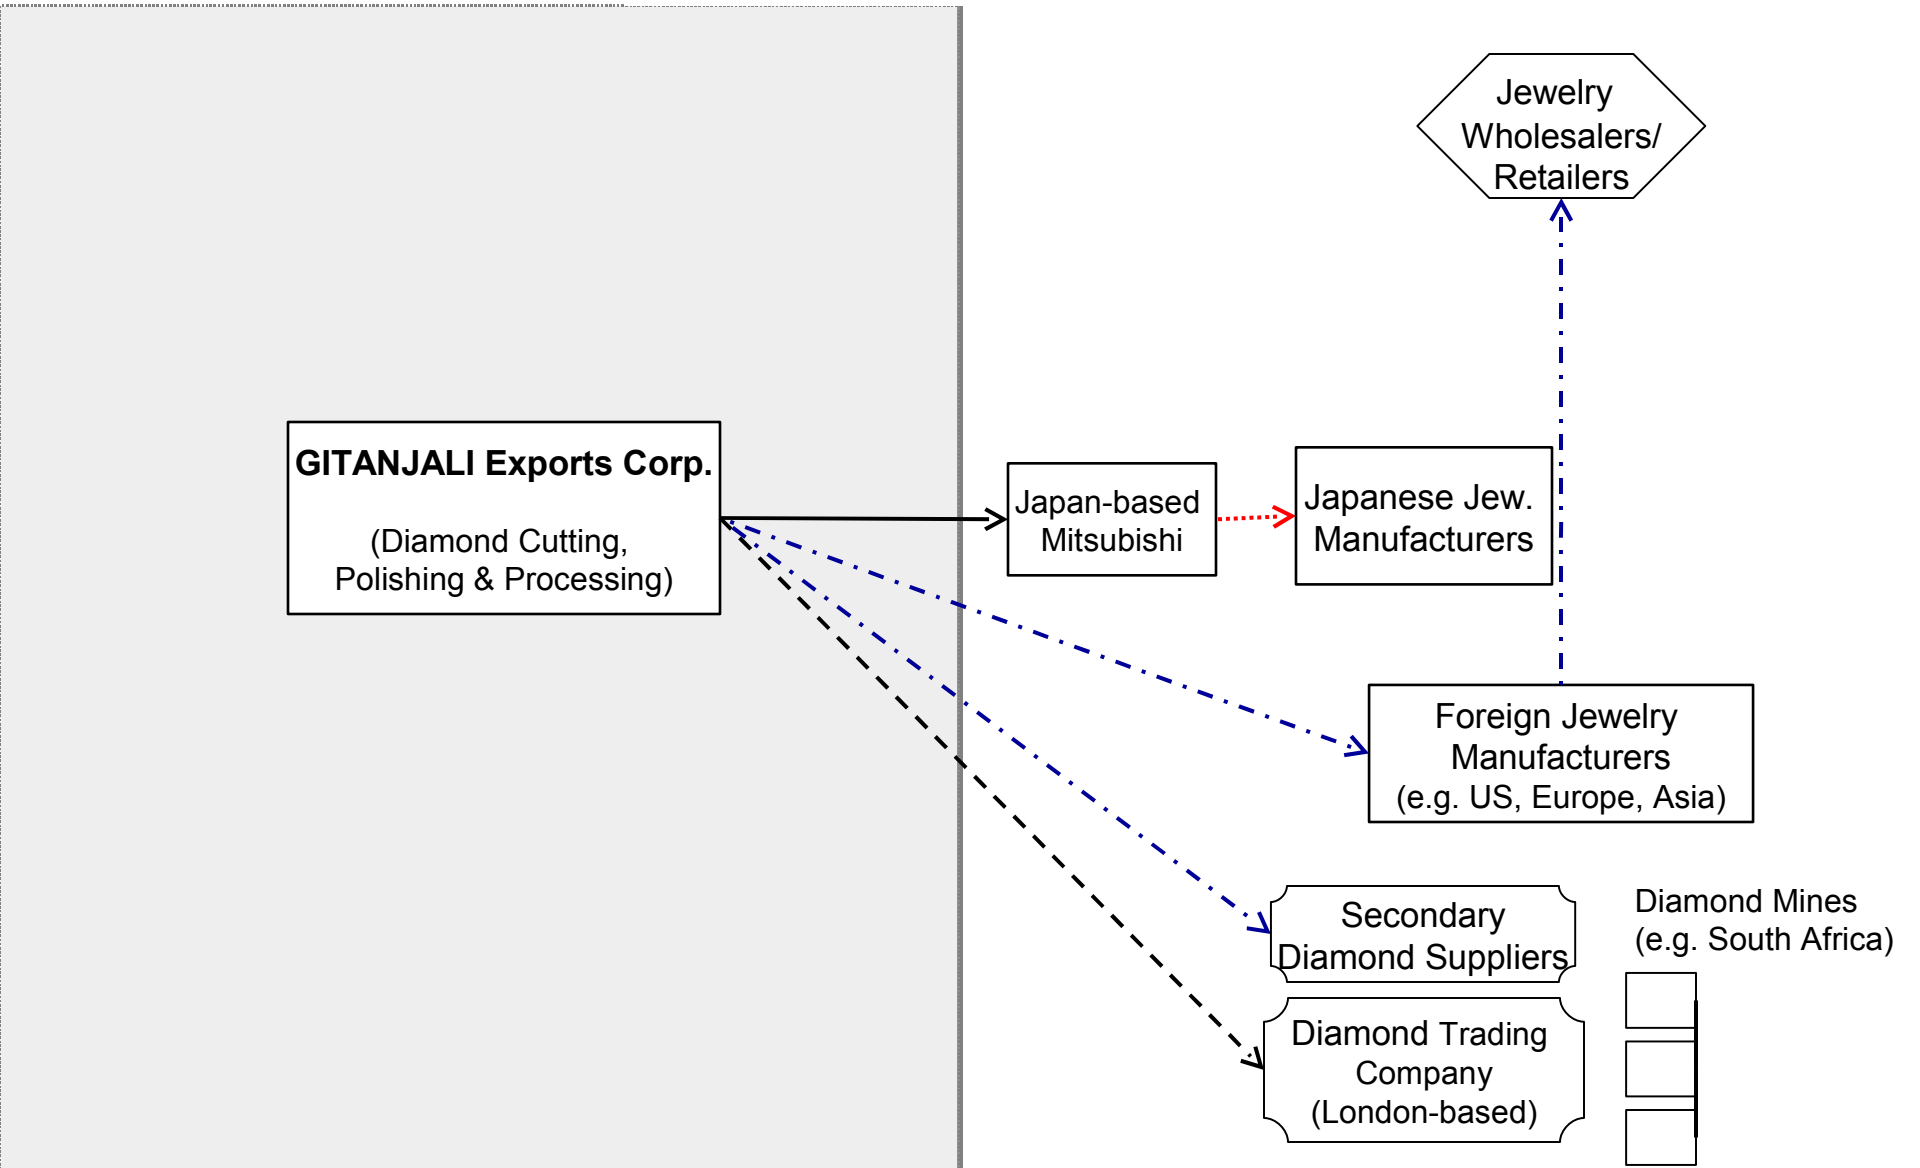 Jewelry
Wholesalers/
Retailers
GITANJALI Exports Corp.
(Diamond Cutting,
Polishing & Processing)
Japan-based
Mitsubishi
Japanese Jew.
Manufacturers
Foreign Jewelry
Manufacturers
(e.g. US, Europe, Asia)
Secondary
Diamond Suppliers
Diamond Mines
(e.g. South Africa)
Diamond Trading
Company
(London-based)